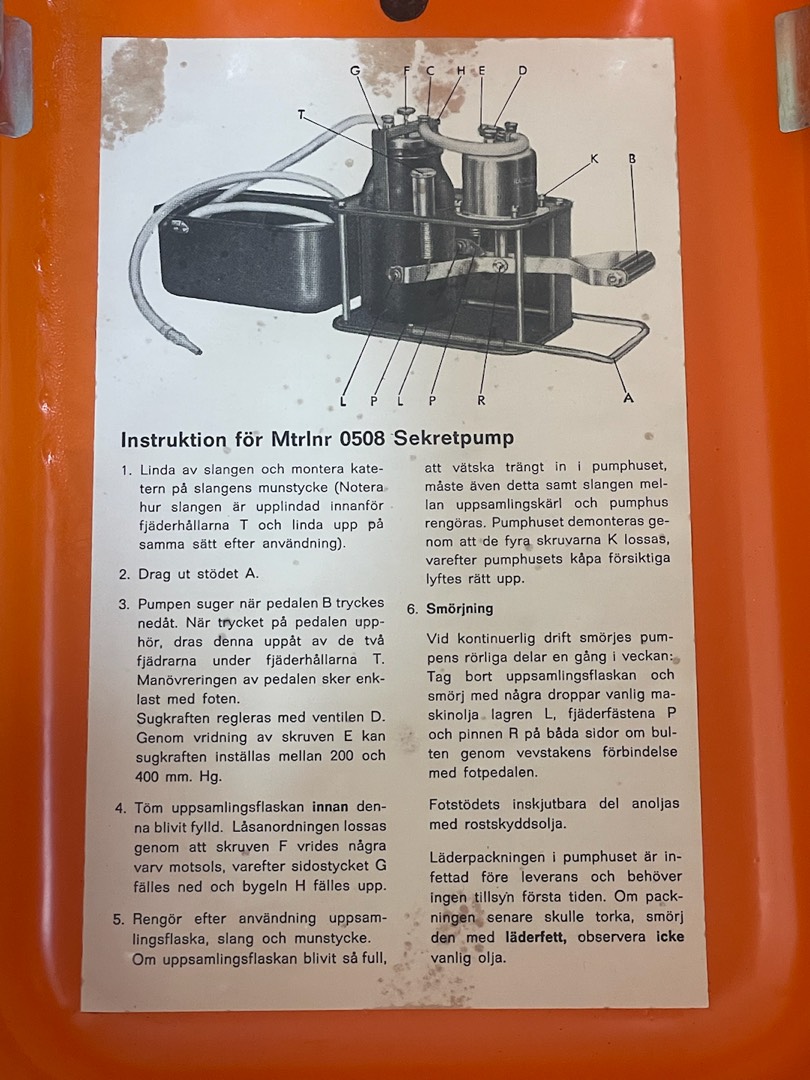 G F C H E D
T
K B
L P L P R A
Instruktion för Mtrlnr 0508 Sekretpump
1. Linda av slangen och montera kate-
tern på slangens munstycke (Notera
hur slangen är upplindad innanför
fjäderhållarna T och linda upp på
samma sätt efter användning).
2. Drag ut stödet A.
3. Pumpen suger när pedalen B tryckes
nedåt. När trycket på pedalen upp-
hör, dras denna uppåt av de två
fjädrarna under fjäderhållarna T.
Manövreringen av pedalen sker enk-
last med foten.
Sugkraften regleras med ventilen D.
Genom vridning av skruven E kan
sugkraften inställas mellan 200 och
400 mm. Hg.
4. Töm uppsamlingsflaskan innan den-
na blivit fylld. Låsanordningen lossas
genom att skruven F vrides några
varv motsols, varefter sidostycket G
fälles ned och bygeln H fälles upp.
5. Rengör efter användning uppsam-
lingsflaska, slang och munstycke.
Om uppsamlingsflaskan blivit så full,
att vätska trängt in i pumphuset,
måste även detta samt slangen mel-
lan uppsamlingskärl och pumphus
rengöras. Pumphuset demonteras ge-
nom att de fyra skruvarna K lossas,
varefter pumphusets kåpa försiktiga
lyftes rätt upp.
6. Smörjning
Vid kontinuerlig drift smörjes pum-
pens rörliga delar en gång i veckan:
Tag bort uppsamlingsflaskan och
smörj med några droppar vanlig ma-
skinolja lagren L, fjäderfästena P
och pinnen R på båda sidor om bul-
ten genom vevstakens förbindelse
med fotpedalen.
Fotstödets inskjutbara del anoljas
med rostskyddsolja.
Läderpackningen i pumphuset är in-
fettad före leverans och behöver
ingen tillsyn första tiden. Om pack-
ningen senare skulle torka, smörj
den med läderfett, observera icke
vanlig olja.